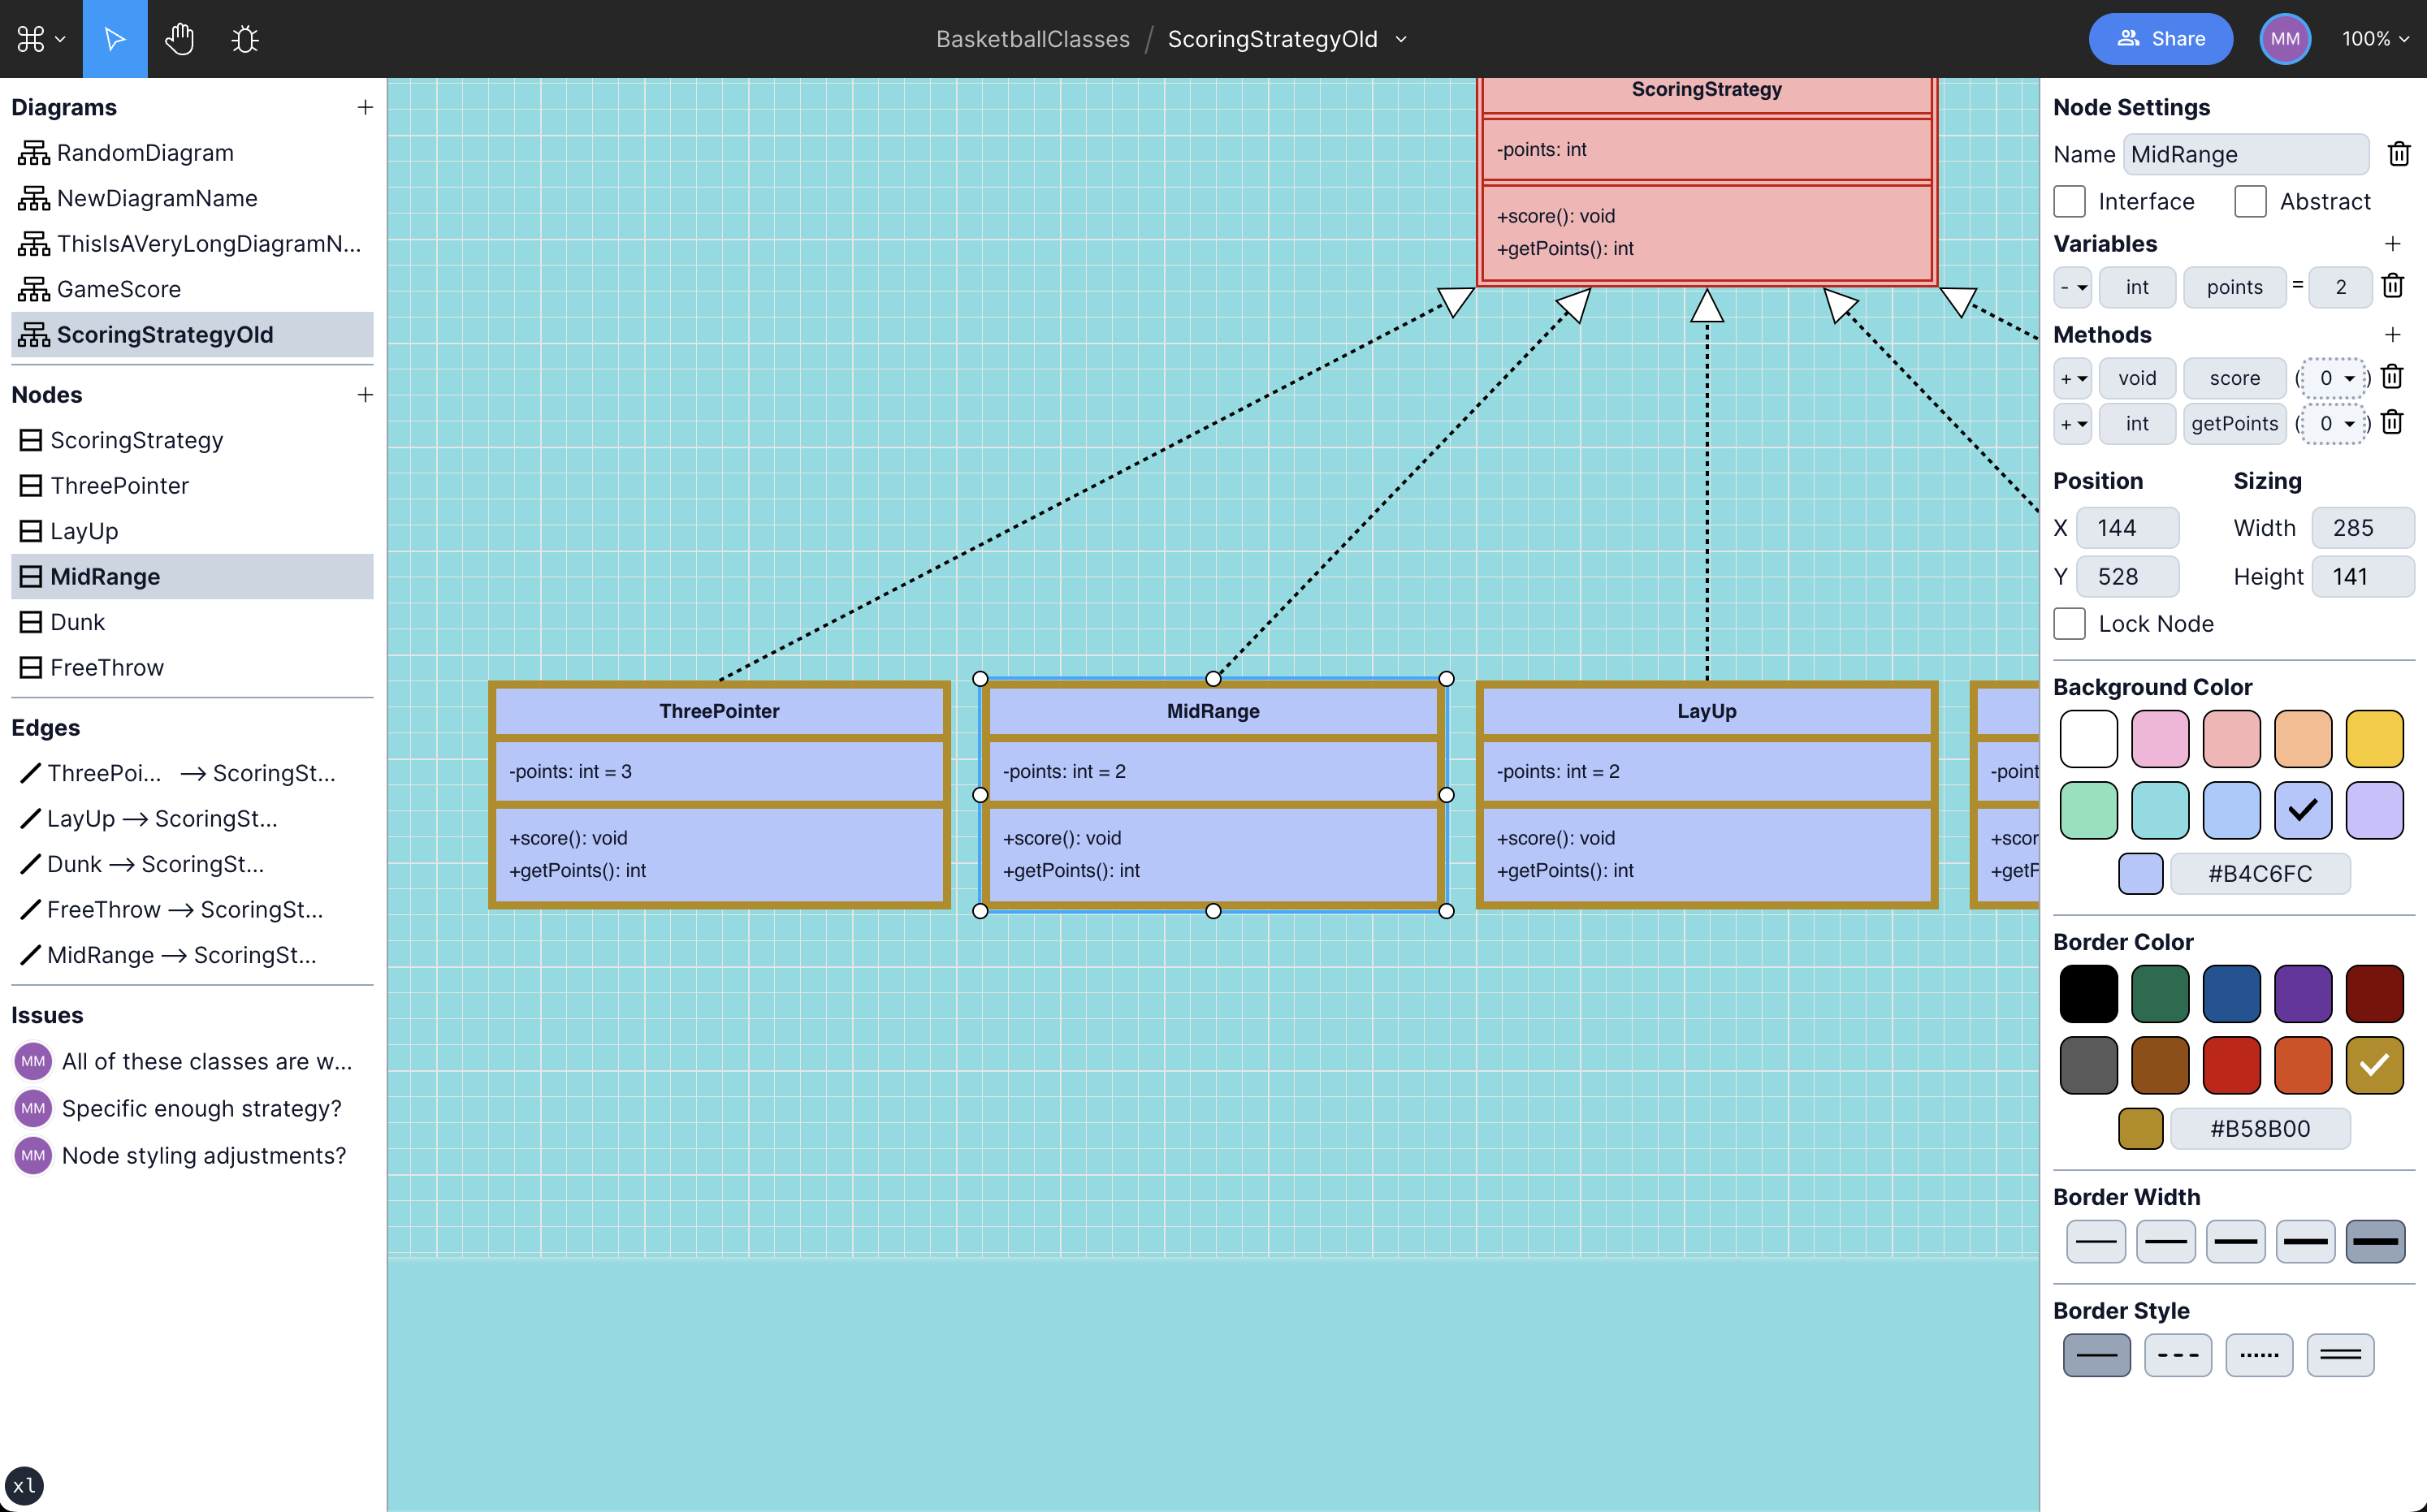 BasketballClasses / ScoringStrategyOld
Share
MM
100%
Diagrams
RandomDiagram
NewDiagramName
ThisIsAVeryLongDiagramN...
GameScore
ScoringStrategyOld
Nodes
ScoringStrategy
ThreePointer
LayUp
MidRange
Dunk
FreeThrow
Edges
ThreePoi... → ScoringSt...
LayUp → ScoringSt...
Dunk → ScoringSt...
FreeThrow → ScoringSt...
MidRange → ScoringSt...
Issues
MM All of these classes are w...
MM Specific enough strategy?
MM Node styling adjustments?
xl
ScoringStrategy
-points: int
+score(): void
+getPoints(): int
ThreePointer
-points: int = 3
+score(): void
+getPoints(): int
MidRange
-points: int = 2
+score(): void
+getPoints(): int
LayUp
-points: int = 2
+score(): void
+getPoints(): int
-point
+scor
+getP
Node Settings
Name MidRange
Interface Abstract
Variables
- int points = 2
Methods
+ void score ( 0 )
+ int getPoints ( 0 )
Position Sizing
X 144 Width 285
Y 528 Height 141
Lock Node
Background Color
#B4C6FC
Border Color
#B58B00
Border Width
Border Style